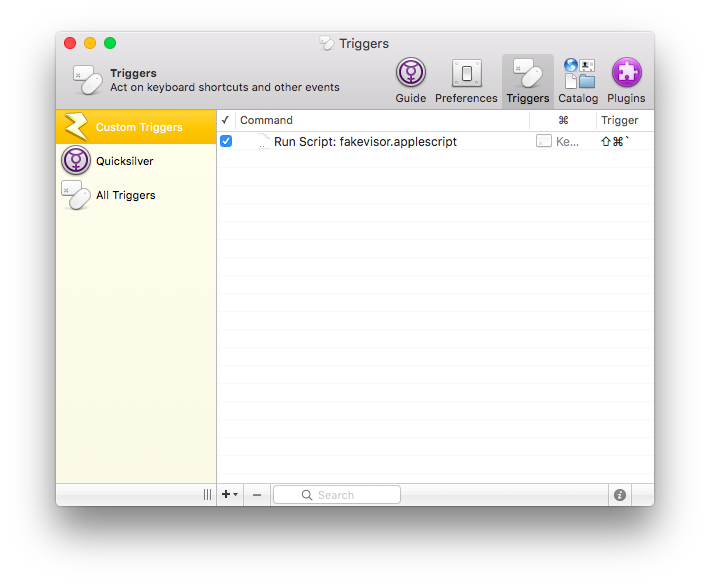 Triggers
Triggers
Act on keyboard shortcuts and other events
Guide
Preferences
Triggers
Catalog
Plugins
Custom Triggers
Quicksilver
All Triggers
✓ Command ⌘ Trigger
Run Script: fakevisor.applescript Ke... ⇧⌘`
Search